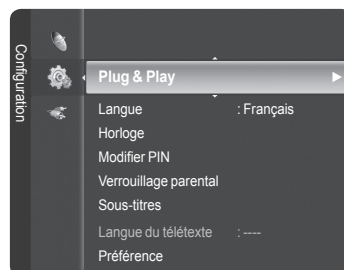 Configuration
Plug & Play
Langue : Français
Horloge
Modifier PIN
Verrouillage parental
Sous-titres
Langue du télétexte : ----
Préférence